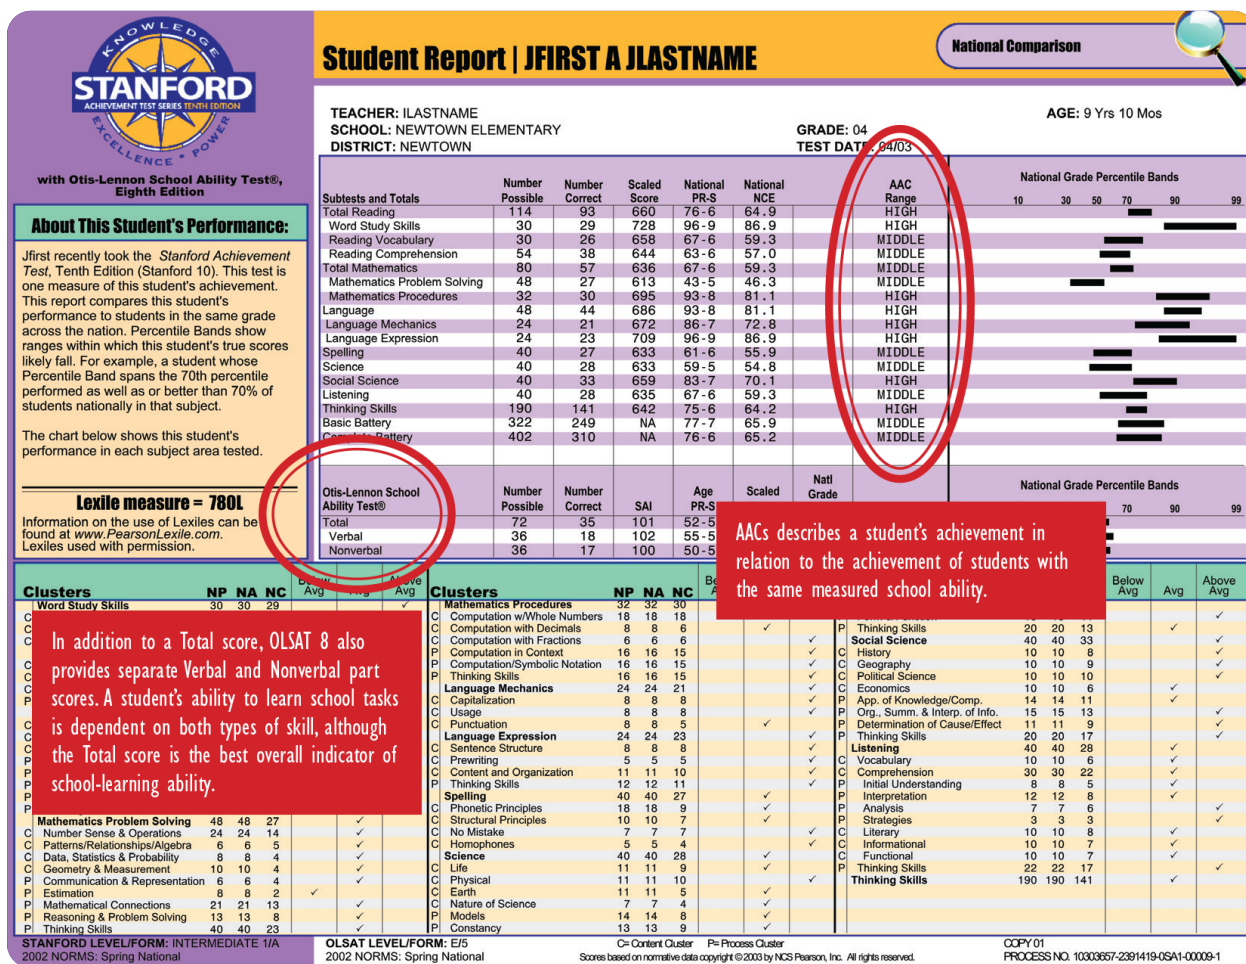 KNOWLEDGE
STANFORD
ACHIEVEMENT TEST SERIES TENTH EDITION
EXCELLENCE • POWER
with Otis-Lennon School Ability Test®,
Eighth Edition
Student Report | JFIRST A JLASTNAME
National Comparison
TEACHER: ILASTNAME
SCHOOL: NEWTOWN ELEMENTARY
DISTRICT: NEWTOWN
GRADE: 04
TEST DATE: 04/03
AGE: 9 Yrs 10 Mos
About This Student's Performance:
Jfirst recently took the Stanford Achievement
Test, Tenth Edition (Stanford 10). This test is
one measure of this student's achievement.
This report compares this student's
performance to students in the same grade
across the nation. Percentile Bands show
ranges within which this student's true scores
likely fall. For example, a student whose
Percentile Band spans the 70th percentile
performed as well as or better than 70% of
students nationally in that subject.
The chart below shows this student's
performance in each subject area tested.
Lexile measure = 780L
Information on the use of Lexiles can be
found at www.PearsonLexile.com.
Lexiles used with permission.
Subtests and Totals Number Possible Number Correct Scaled Score National PR-S National NCE AAC Range National Grade Percentile Bands
10 30 50 70 90 99
Total Reading 114 93 660 76-6 64.9 HIGH
Word Study Skills 30 29 728 96-9 86.9 HIGH
Reading Vocabulary 30 26 658 67-6 59.3 MIDDLE
Reading Comprehension 54 38 644 63-6 57.0 MIDDLE
Total Mathematics 80 57 636 67-6 59.3 MIDDLE
Mathematics Problem Solving 48 27 613 43-5 46.3 MIDDLE
Mathematics Procedures 32 30 695 93-8 81.1 HIGH
Language 48 44 686 93-8 81.1 HIGH
Language Mechanics 24 21 672 86-7 72.8 HIGH
Language Expression 24 23 709 96-9 86.9 HIGH
Spelling 40 27 633 61-6 55.9 MIDDLE
Science 40 28 633 59-5 54.8 MIDDLE
Social Science 40 33 659 83-7 70.1 HIGH
Listening 40 28 635 67-6 59.3 MIDDLE
Thinking Skills 190 141 642 75-6 64.2 HIGH
Basic Battery 322 249 NA 77-7 65.9 MIDDLE
Complete Battery 402 310 NA 76-6 65.2 MIDDLE
Otis-Lennon School Ability Test® Number Possible Number Correct SAI Age PR-S Scaled Natl Grade National Grade Percentile Bands
70 90 99
Total 72 35 101 52-5
Verbal 36 18 102 55-5
Nonverbal 36 17 100 50-5
AACs describes a student's achievement in
relation to the achievement of students with
the same measured school ability.
Clusters NP NA NC Below Avg Avg Above Avg
Word Study Skills 30 30 29 ✓
In addition to a Total score, OLSAT 8 also
provides separate Verbal and Nonverbal part
scores. A student's ability to learn school tasks
is dependent on both types of skill, although
the Total score is the best overall indicator of
school-learning ability.
Mathematics Problem Solving 48 48 27 ✓
C Number Sense & Operations 24 24 14 ✓
C Patterns/Relationships/Algebra 6 6 5 ✓
C Data, Statistics & Probability 8 8 4 ✓
C Geometry & Measurement 10 10 4 ✓
P Communication & Representation 6 6 4 ✓
P Estimation 8 8 2 ✓
P Mathematical Connections 21 21 13 ✓
P Reasoning & Problem Solving 13 13 8 ✓
P Thinking Skills 40 40 23 ✓
Clusters NP NA NC
Mathematics Procedures 32 32 30
C Computation w/Whole Numbers 18 18 18
C Computation with Decimals 8 8 6 ✓
C Computation with Fractions 6 6 6 ✓
P Computation in Context 16 16 15 ✓
P Computation/Symbolic Notation 16 16 15 ✓
P Thinking Skills 16 16 15 ✓
Language Mechanics 24 24 21 ✓
C Capitalization 8 8 8 ✓
C Usage 8 8 8 ✓
C Punctuation 8 8 5 ✓
Language Expression 24 24 23 ✓
C Sentence Structure 8 8 8 ✓
C Prewriting 5 5 5 ✓
C Content and Organization 11 11 10 ✓
P Thinking Skills 12 12 11 ✓
Spelling 40 40 27 ✓
C Phonetic Principles 18 18 9 ✓
C Structural Principles 10 10 7 ✓
C No Mistake 7 7 7 ✓
C Homophones 5 5 4 ✓
Science 40 40 28 ✓
C Life 11 11 9 ✓
C Physical 11 11 10 ✓
C Earth 11 11 5 ✓
C Nature of Science 7 7 4 ✓
P Models 14 14 8 ✓
P Constancy 13 13 9 ✓
Below Avg Avg Above Avg
P Thinking Skills 20 20 13 ✓
Social Science 40 40 33 ✓
C History 10 10 8 ✓
C Geography 10 10 9 ✓
C Political Science 10 10 10 ✓
C Economics 10 10 6 ✓
P App. of Knowledge/Comp. 14 14 11 ✓
P Org., Summ. & Interp. of Info. 15 15 13 ✓
P Determination of Cause/Effect 11 11 9 ✓
P Thinking Skills 20 20 17 ✓
Listening 40 40 28 ✓
C Vocabulary 10 10 6 ✓
C Comprehension 30 30 22 ✓
P Initial Understanding 8 8 5 ✓
P Interpretation 12 12 8 ✓
P Analysis 7 7 6 ✓
P Strategies 3 3 3 ✓
C Literary 10 10 8 ✓
C Informational 10 10 7 ✓
C Functional 10 10 7 ✓
P Thinking Skills 22 22 17 ✓
Thinking Skills 190 190 141 ✓
STANFORD LEVEL/FORM: INTERMEDIATE 1/A
2002 NORMS: Spring National
OLSAT LEVEL/FORM: E/5
2002 NORMS: Spring National
C= Content Cluster P= Process Cluster
Scores based on normative data copyright © 2003 by NCS Pearson, Inc. All rights reserved.
COPY 01
PROCESS NO. 10303657-2391419-0SA1-00009-1